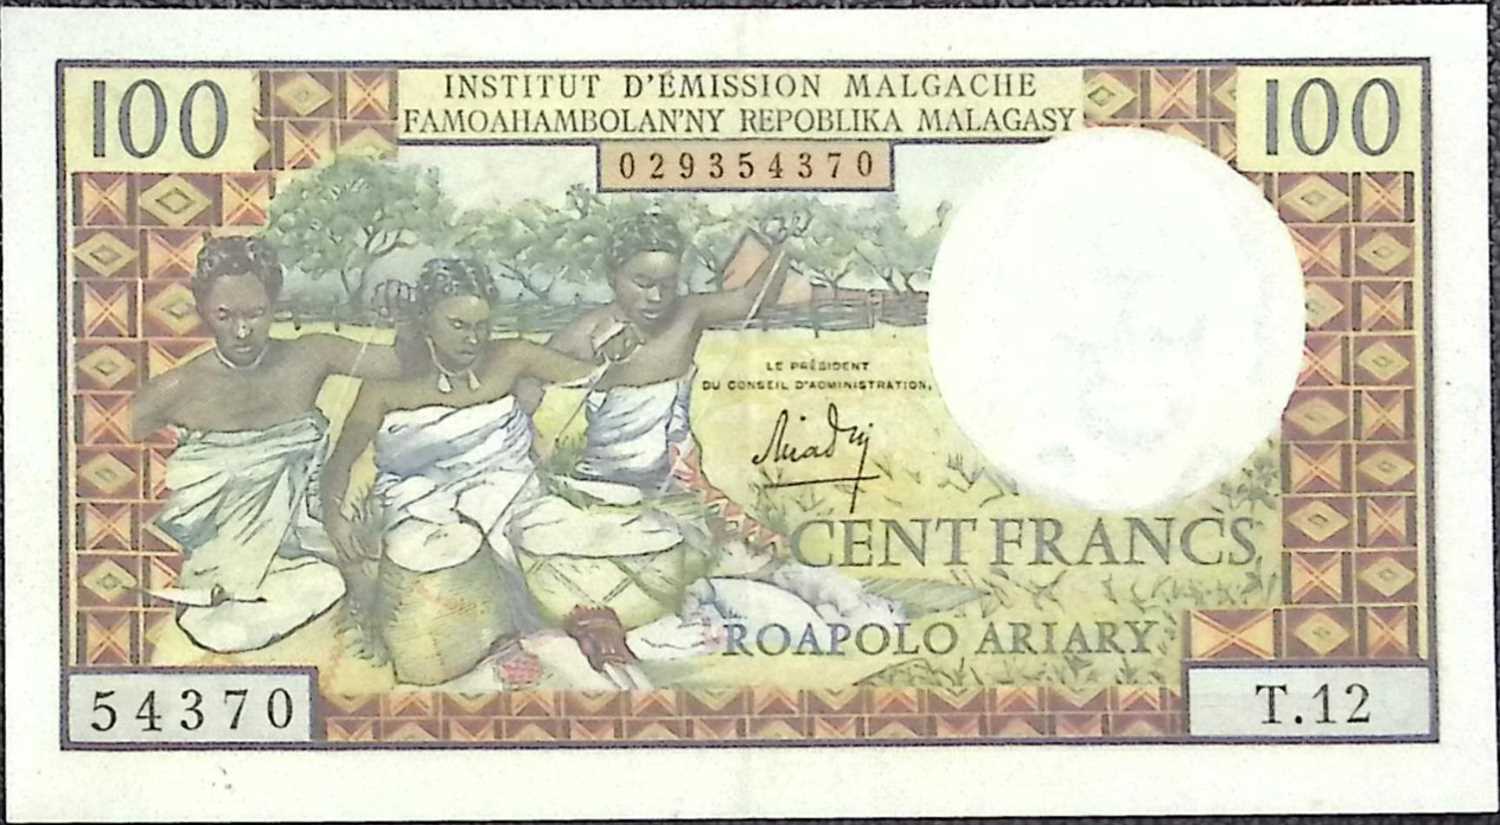 100
INSTITUT D'ÉMISSION MALGACHE
100
FAMOAHAMBOLAN'NY REPOBLIKA MALAGASY
029354370
LE PRÉSIDENT
DU CONSEIL D'ADMINISTRATION,
CENT FRANCS
ROAPOLO ARIARY
54370
T.12